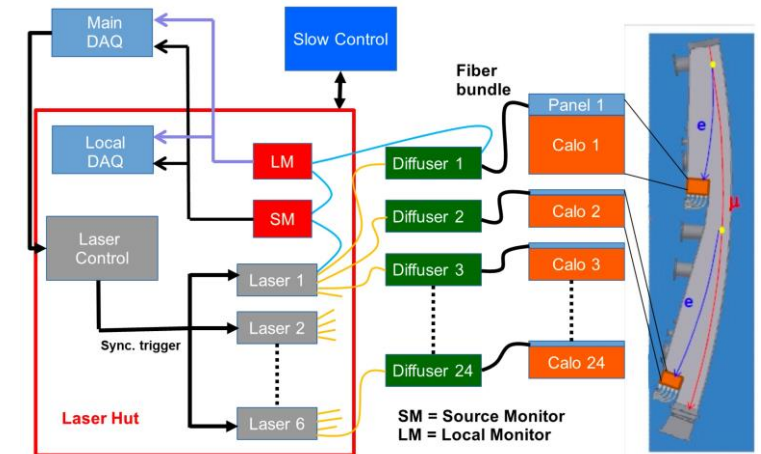 Main
DAQ
Slow Control
Fiber
bundle
Panel 1
Calo 1
e
Local
DAQ
LM
Diffuser 1
SM
Diffuser 2
Calo 2
μ
Laser
Control
Laser 1
Diffuser 3
Calo 3
e
Laser 2
Sync. trigger
Diffuser 24
Calo 24
Laser Hut
Laser 6
SM = Source Monitor
LM = Local Monitor